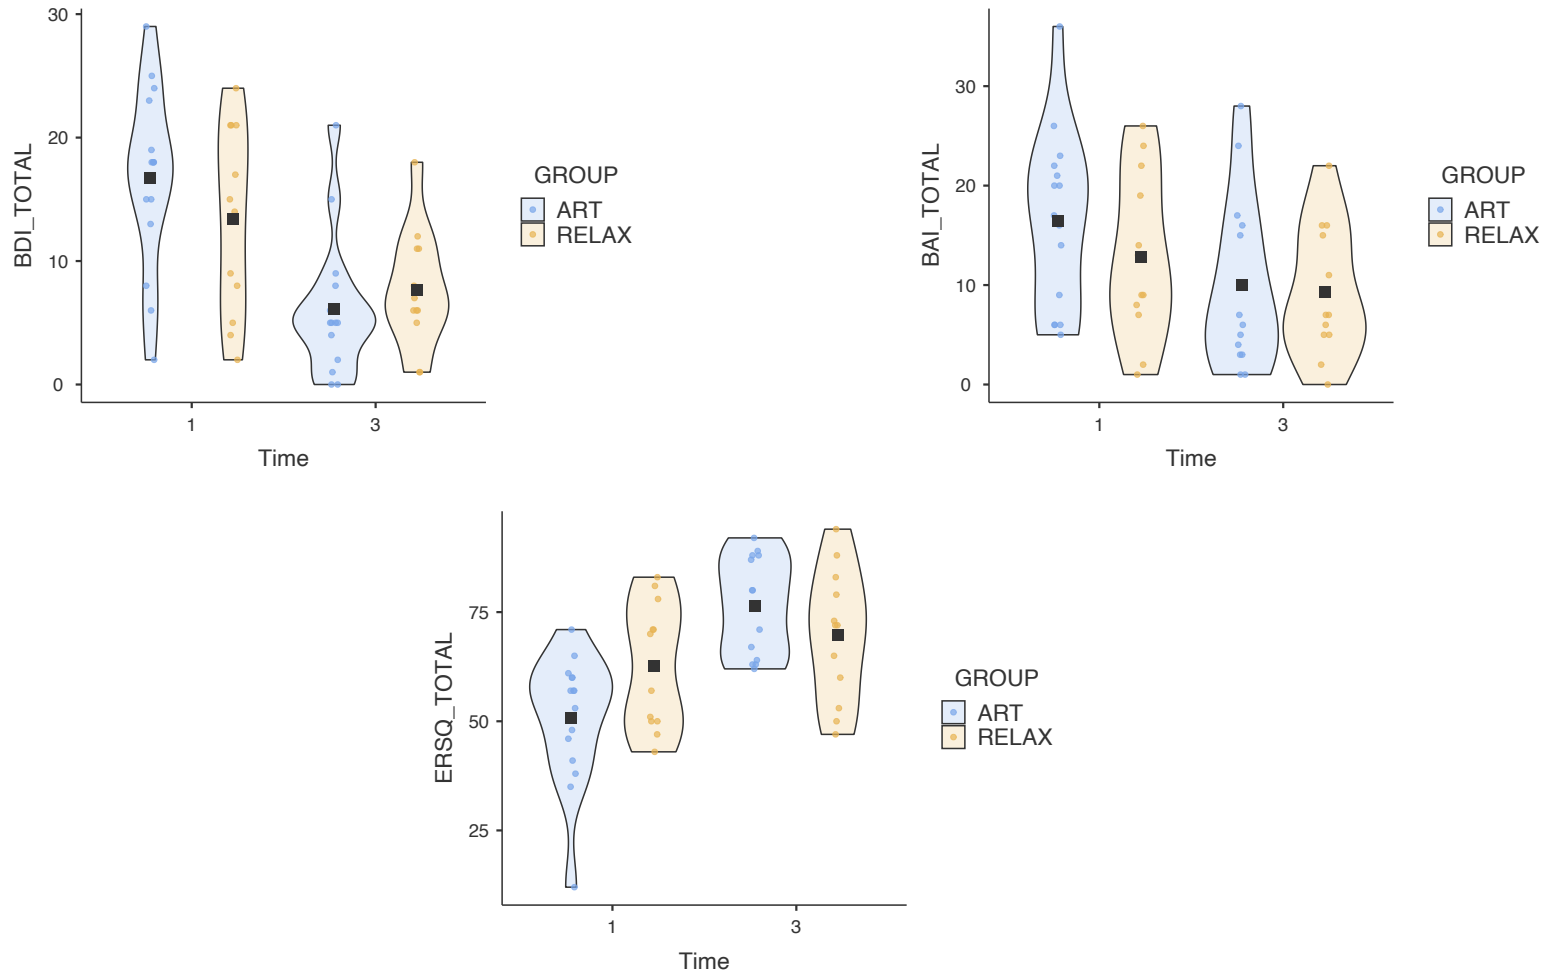 30
20
10
0
BDI_TOTAL
1
3
Time
GROUP
ART
RELAX
30
20
10
0
BAI_TOTAL
1
3
Time
GROUP
ART
RELAX
75
50
25
ERSQ_TOTAL
1
3
Time
GROUP
ART
RELAX